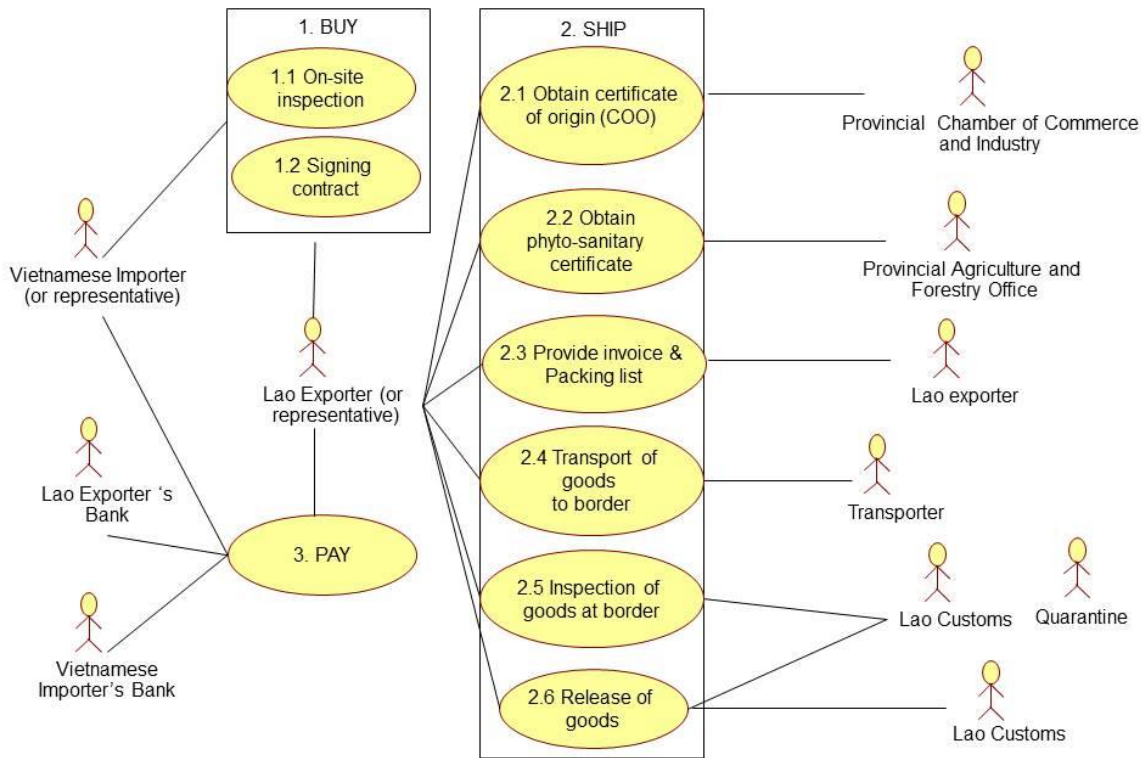 1. BUY
1.1 On-site
inspection
1.2 Signing
contract
Vietnamese Importer
(or representative)
Lao Exporter (or
representative)
Lao Exporter ‘s
Bank
3. PAY
Vietnamese
Importer’s Bank
2. SHIP
2.1 Obtain certificate
of origin (COO)
2.2 Obtain
phyto-sanitary
certificate
2.3 Provide invoice &
Packing list
2.4 Transport of
goods
to border
2.5 Inspection of
goods at border
2.6 Release of
goods
Provincial Chamber of Commerce
and Industry
Provincial Agriculture and
Forestry Office
Lao exporter
Transporter
Lao Customs
Quarantine
Lao Customs